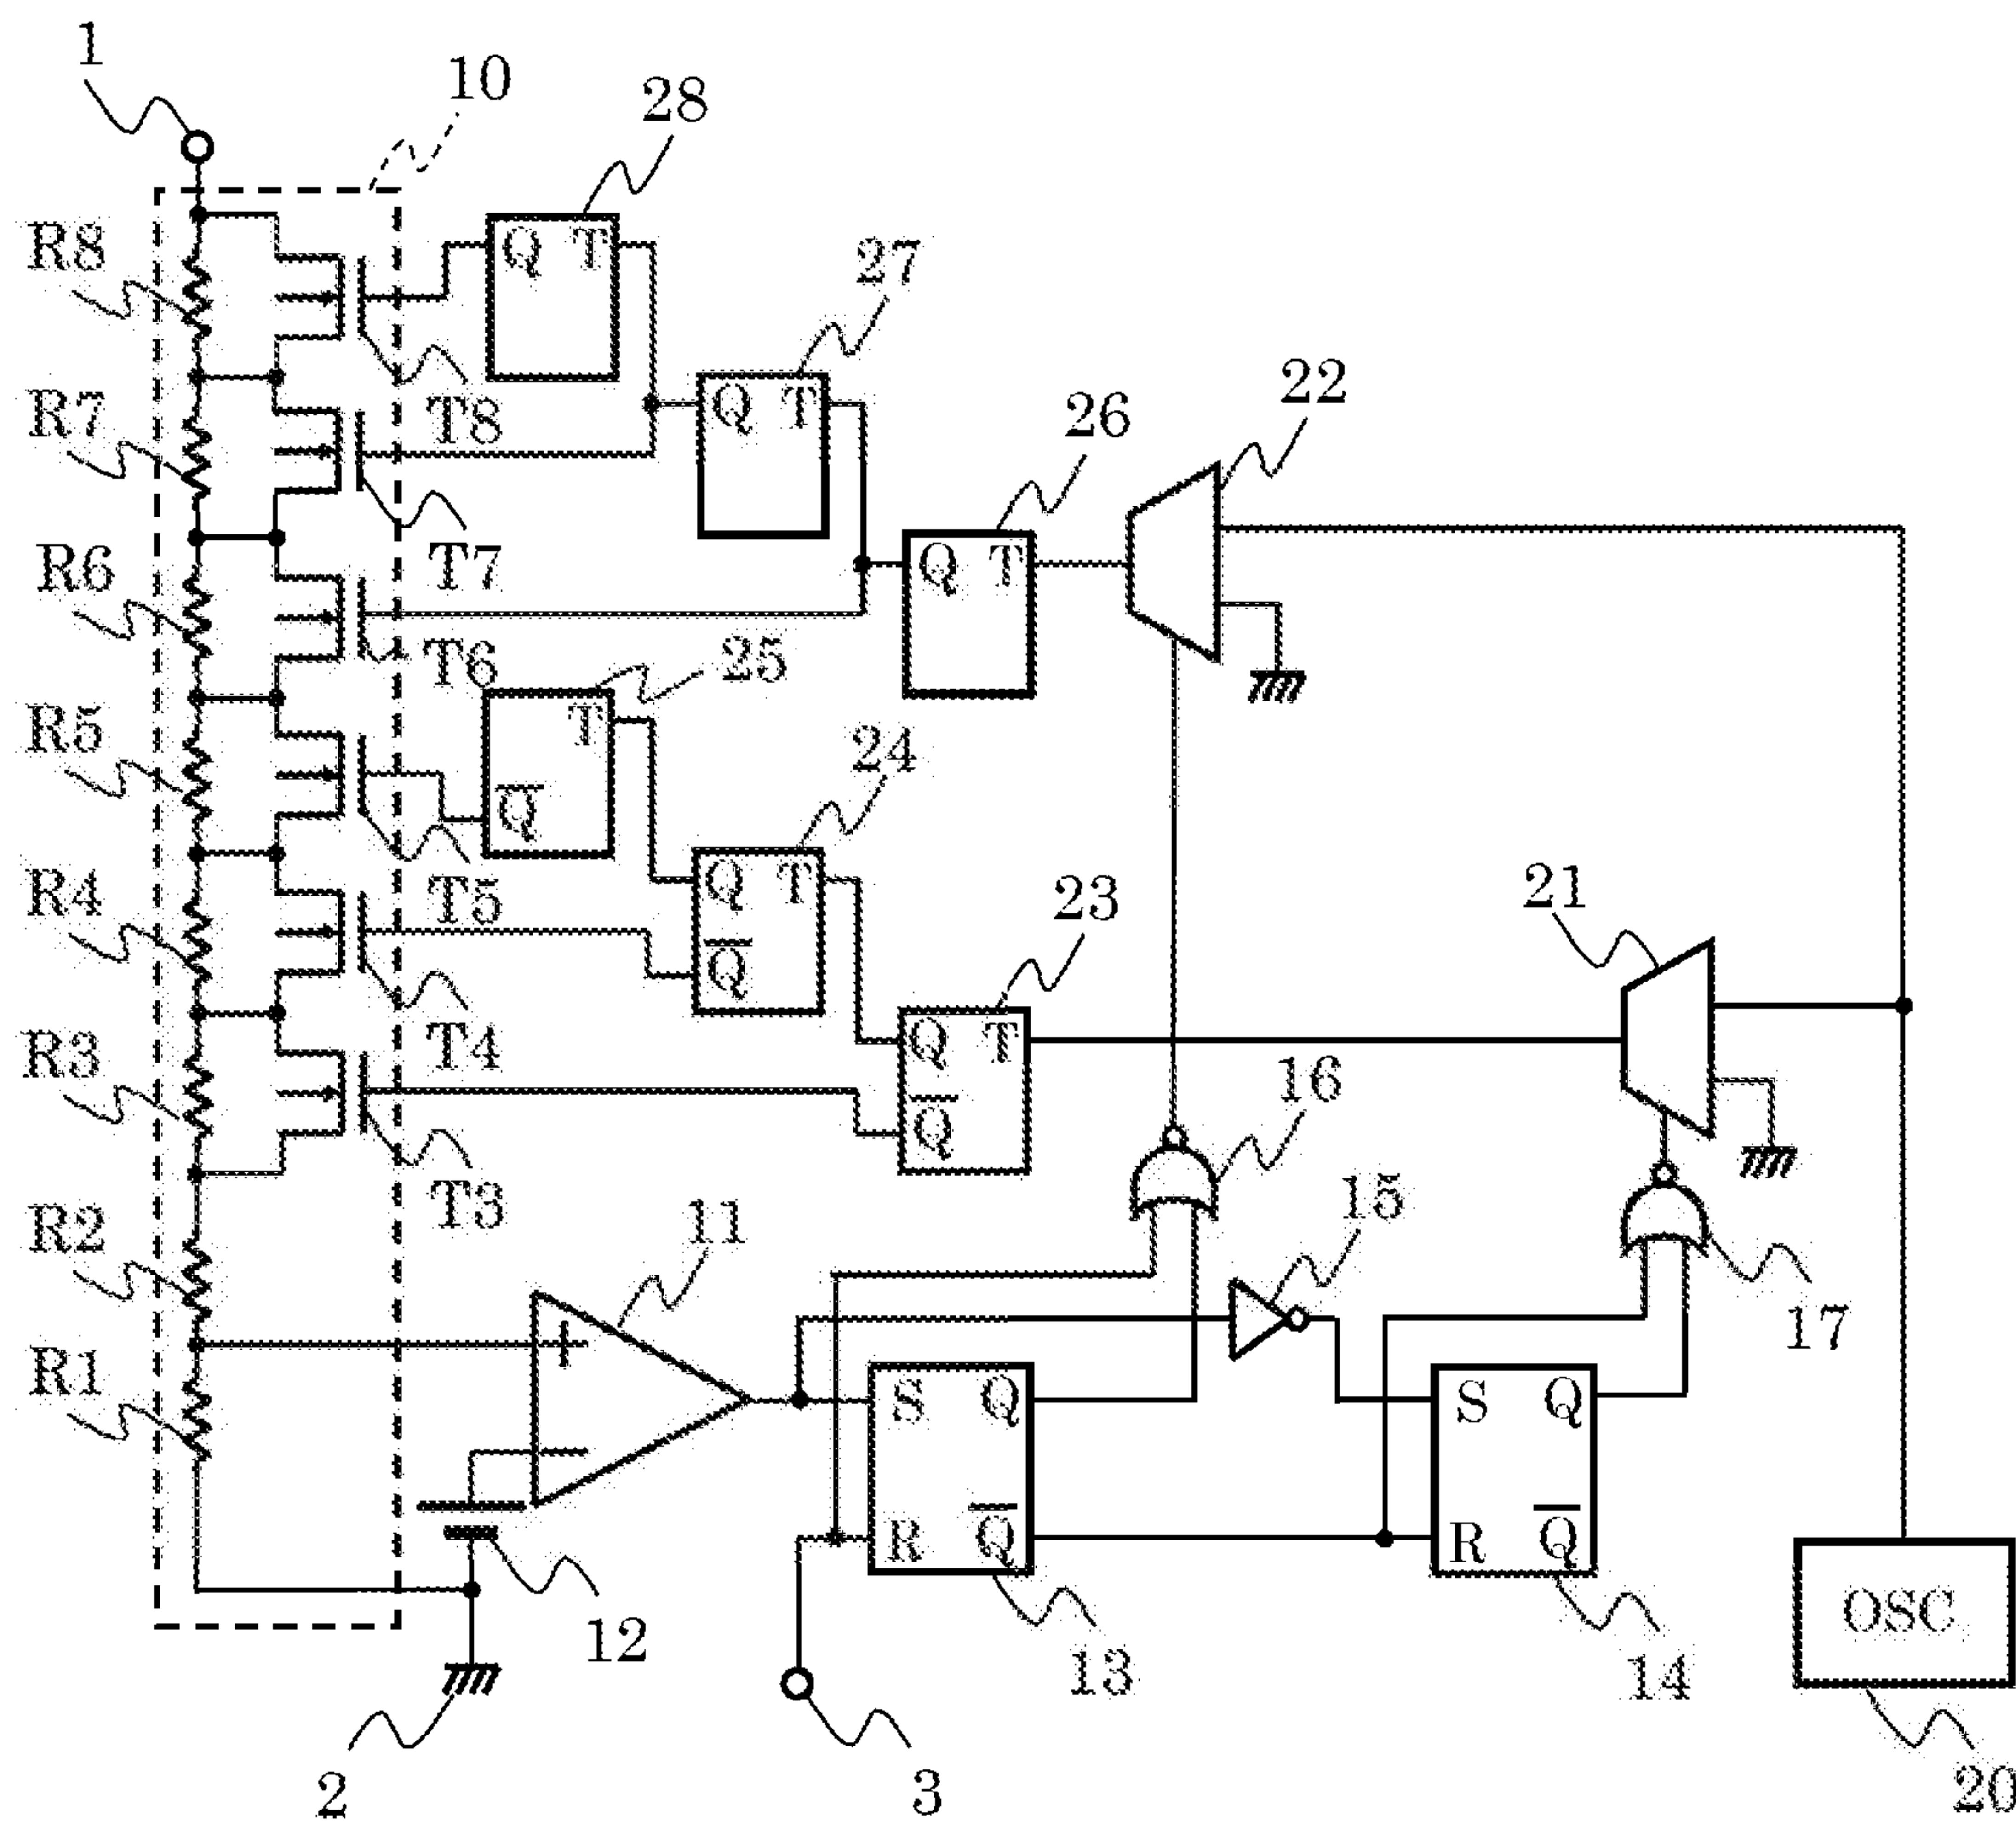 1
10
28
R8
Q T
27
R7
T8
Q T
22
26
R6
T7
Q T
T6
25
R5
T
24
Q̅
21
R4
T5
Q T
23
Q̅
R3
T4
Q T
16
Q̅
15
R2
T3
11
17
R1
+
S Q
S Q
−
R Q̅
R Q̅
OSC
12
13
14
2
3
20